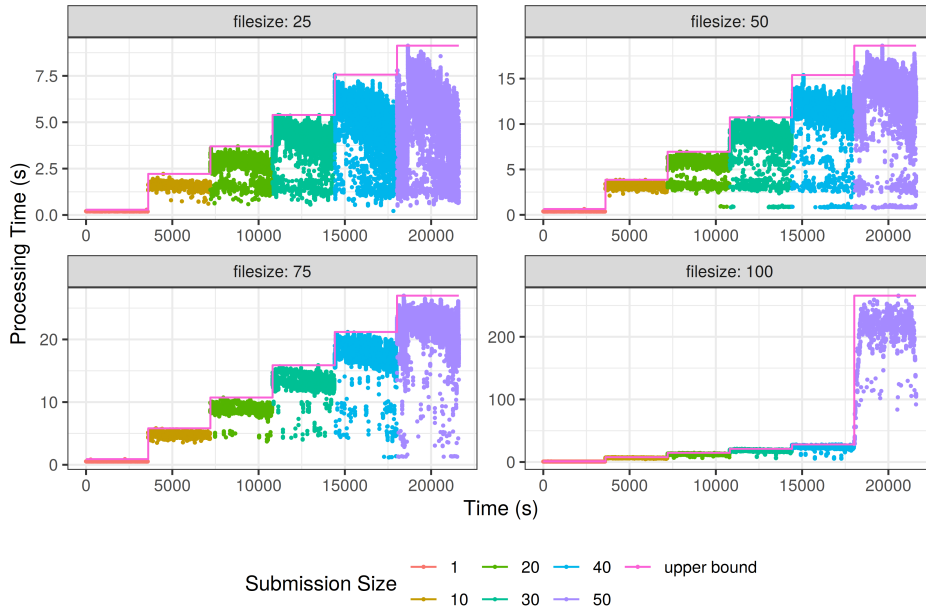 filesize: 25
filesize: 50
7.5
5.0
2.5
0.0
15
10
5
0
0 5000 10000 15000 20000
0 5000 10000 15000 20000
filesize: 75
filesize: 100
20
10
0
200
100
0
0 5000 10000 15000 20000
0 5000 10000 15000 20000
Processing Time (s)
Time (s)
Submission Size
1 20 40 upper bound
10 30 50